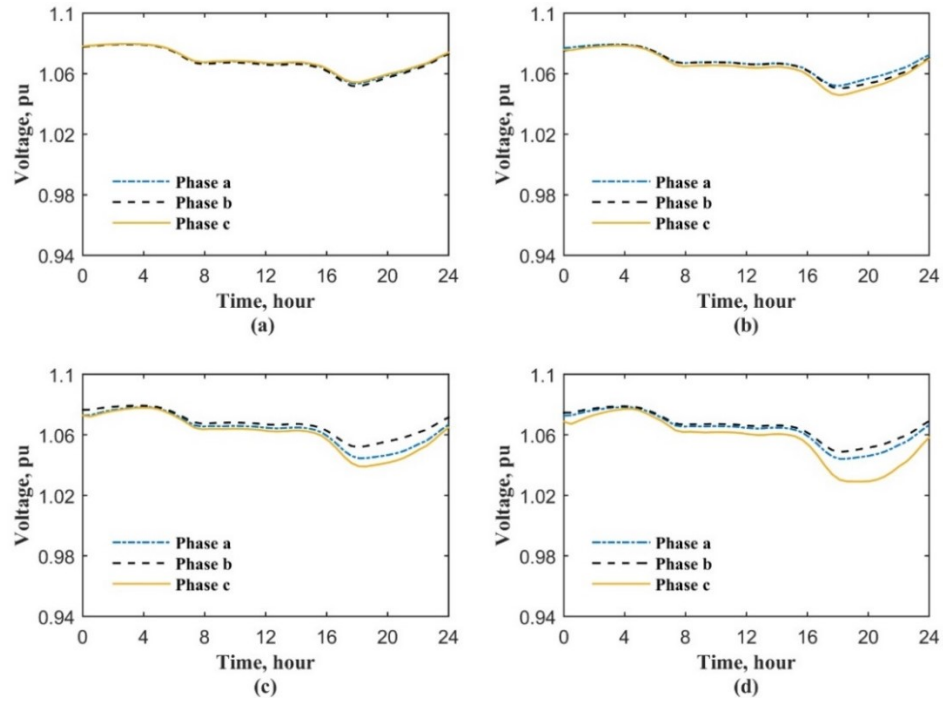 1.1
1.06
1.02
0.98
0.94
Voltage, pu
Phase a
Phase b
Phase c
0 4 8 12 16 20 24
Time, hour
(a)
1.1
1.06
1.02
0.98
0.94
Voltage, pu
Phase a
Phase b
Phase c
0 4 8 12 16 20 24
Time, hour
(b)
1.1
1.06
1.02
0.98
0.94
Voltage, pu
Phase a
Phase b
Phase c
0 4 8 12 16 20 24
Time, hour
(c)
1.1
1.06
1.02
0.98
0.94
Voltage, pu
Phase a
Phase b
Phase c
0 4 8 12 16 20 24
Time, hour
(d)